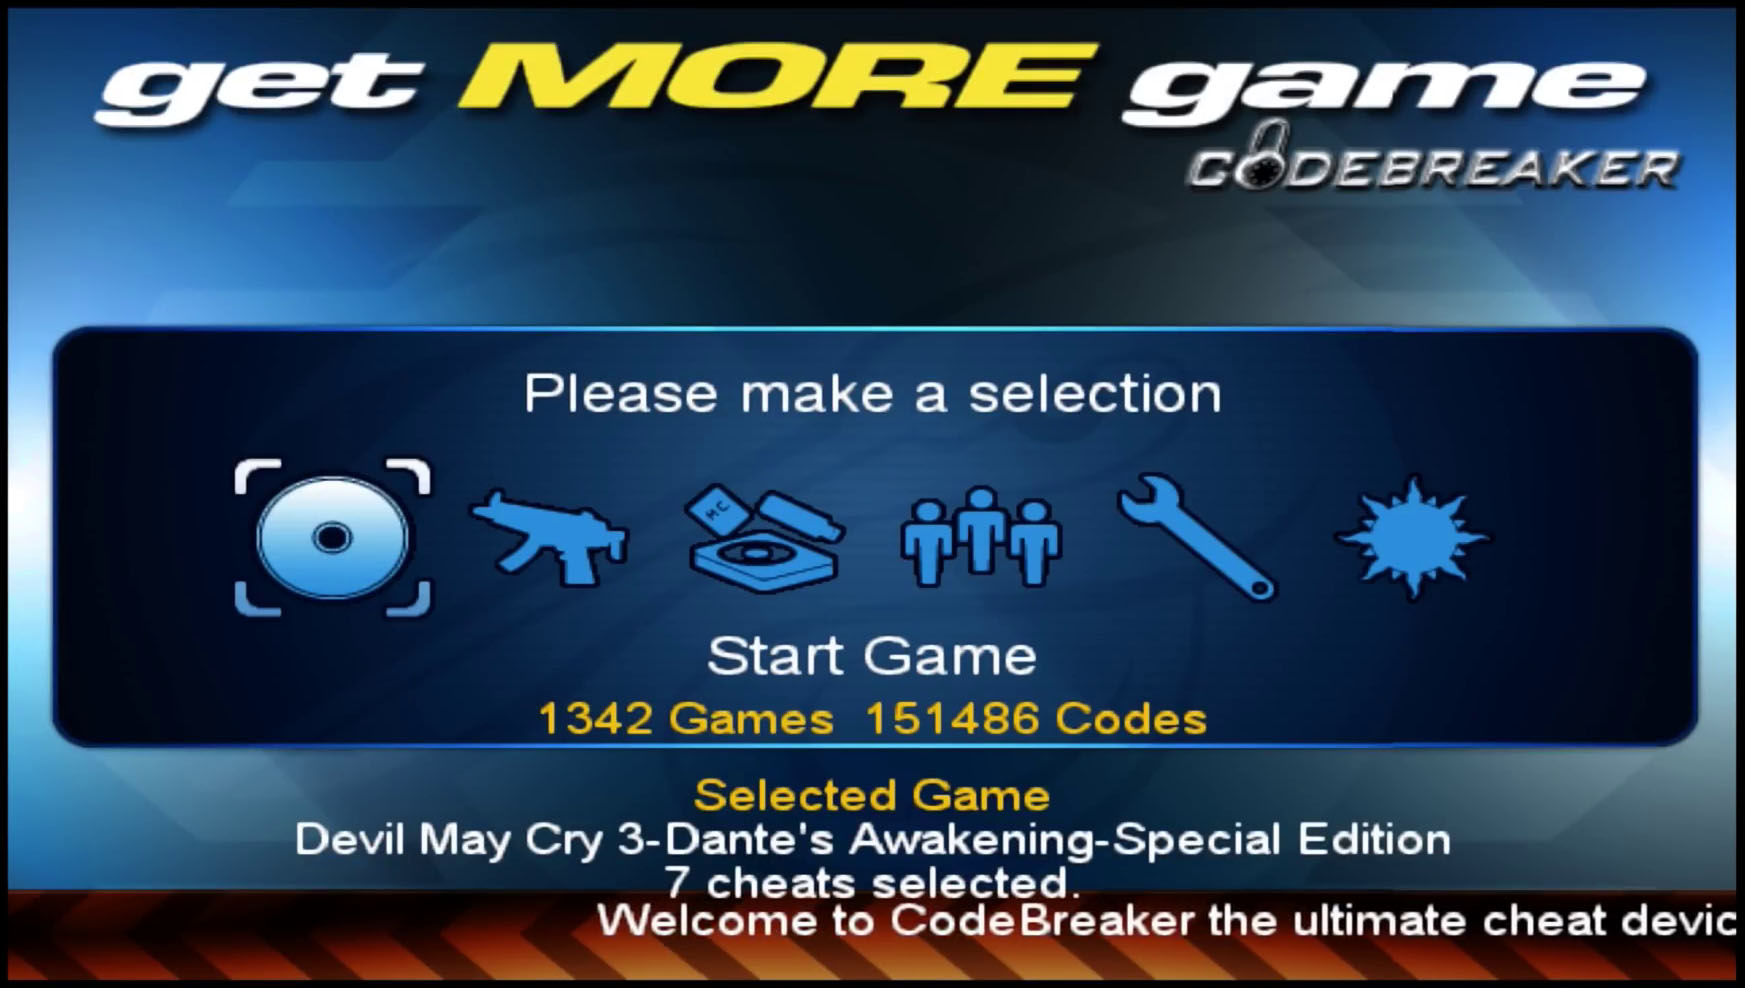 get MORE game
CODEBREAKER
Please make a selection
MC
Start Game
1342 Games 151486 Codes
Selected Game
Devil May Cry 3-Dante's Awakening-Special Edition
7 cheats selected.
Welcome to CodeBreaker the ultimate cheat devic